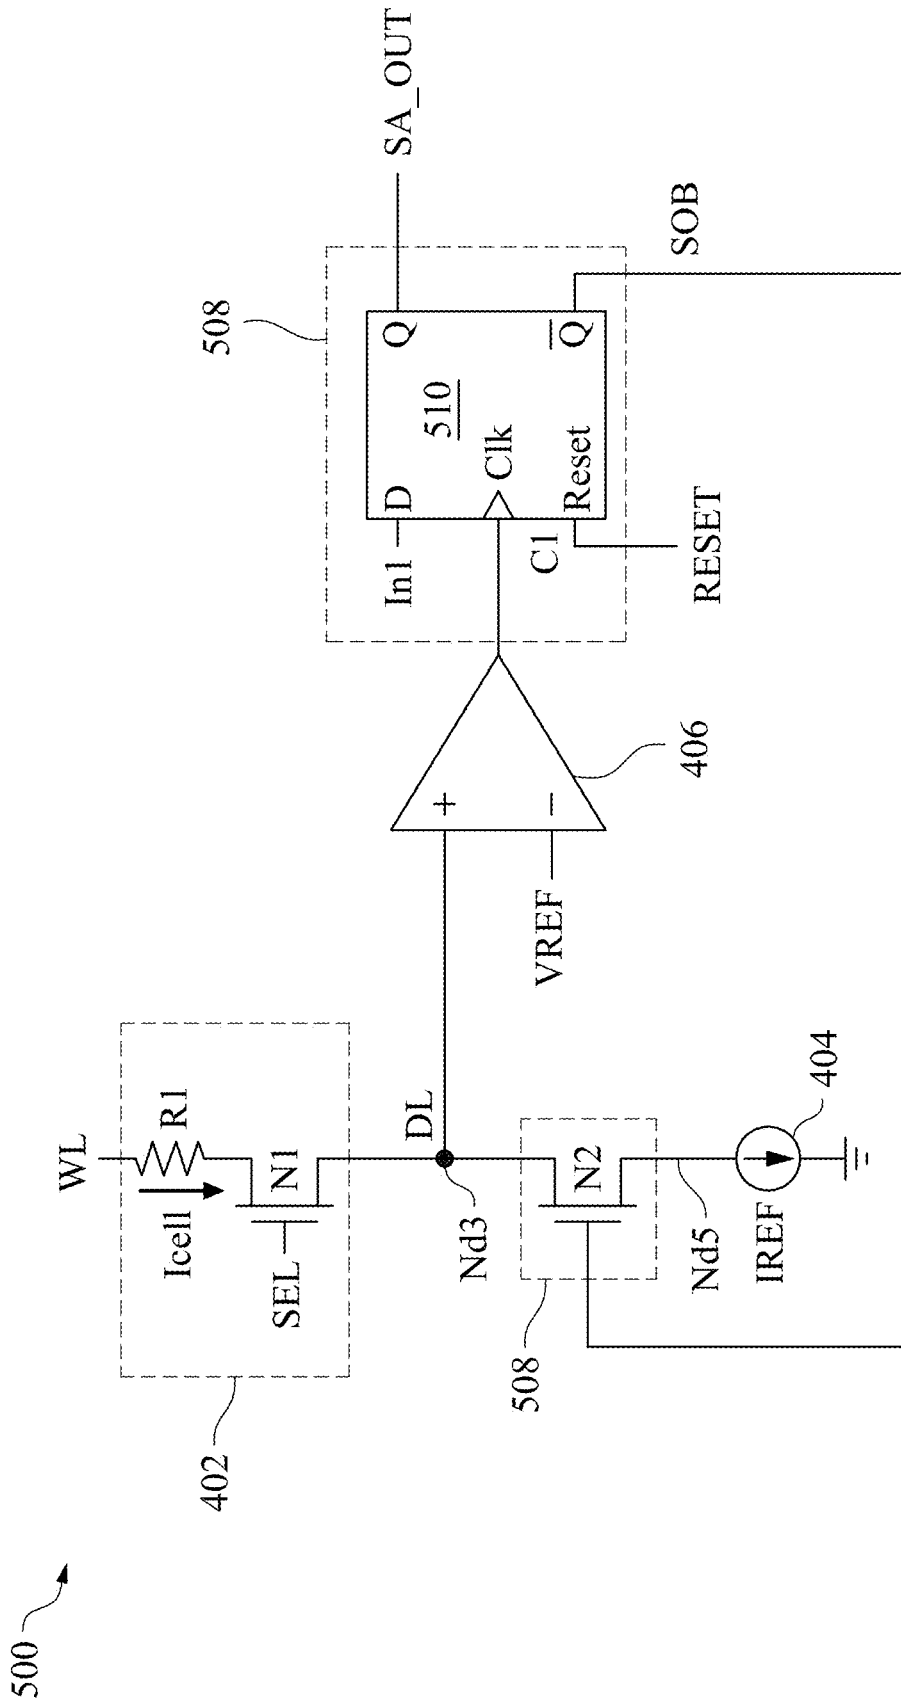 500
402
WL
R1
Icell
N1
SEL
DL
Nd3
508
N2
Nd5
IREF
404
VREF
+
−
406
508
In1
D
Q
510
Clk
C1
Reset
Q
RESET
SA_OUT
SOB